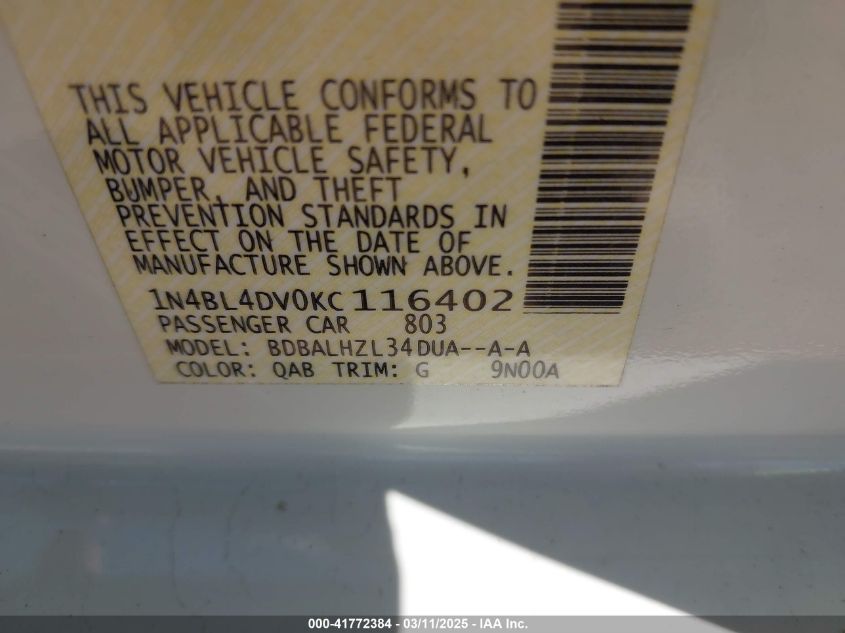 THIS VEHICLE CONFORMS TO
ALL APPLICABLE FEDERAL
MOTOR VEHICLE SAFETY,
BUMPER, AND THEFT
PREVENTION STANDARDS IN
EFFECT ON THE DATE OF
MANUFACTURE SHOWN ABOVE.
1N4BL4DV0KC116402
PASSENGER CAR 803
MODEL: BDBALHZL34DUA--A-A
COLOR: QAB TRIM: G 9N00A
000-41772384 - 03/11/2025 - IAA Inc.